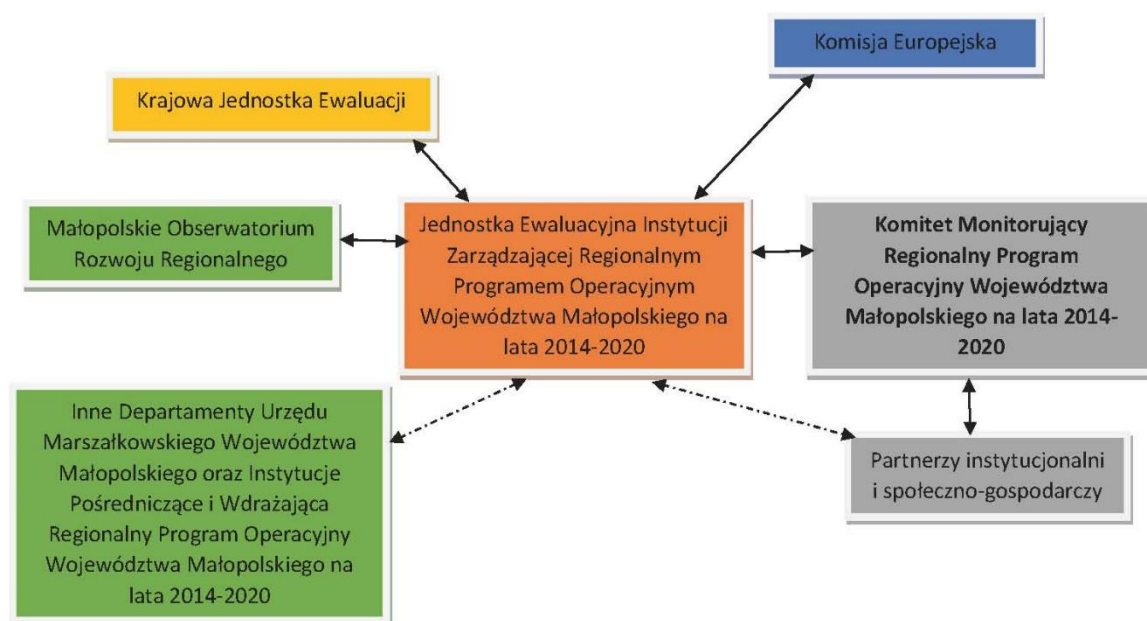 Komisja Europejska
Krajowa Jednostka Ewaluacji
Małopolskie Obserwatorium
Rozwoju Regionalnego
Jednostka Ewaluacyjna Instytucji
Zarządzającej Regionalnym
Programem Operacyjnym
Województwa Małopolskiego na
lata 2014-2020
Komitet Monitorujący
Regionalny Program
Operacyjny Województwa
Małopolskiego na lata 2014-
2020
Inne Departamenty Urzędu
Marszałkowskiego Województwa
Małopolskiego oraz Instytucje
Pośredniczące i Wdrażająca
Regionalny Program Operacyjny
Województwa Małopolskiego na
lata 2014-2020
Partnerzy instytucjonalni
i społeczno-gospodarczy